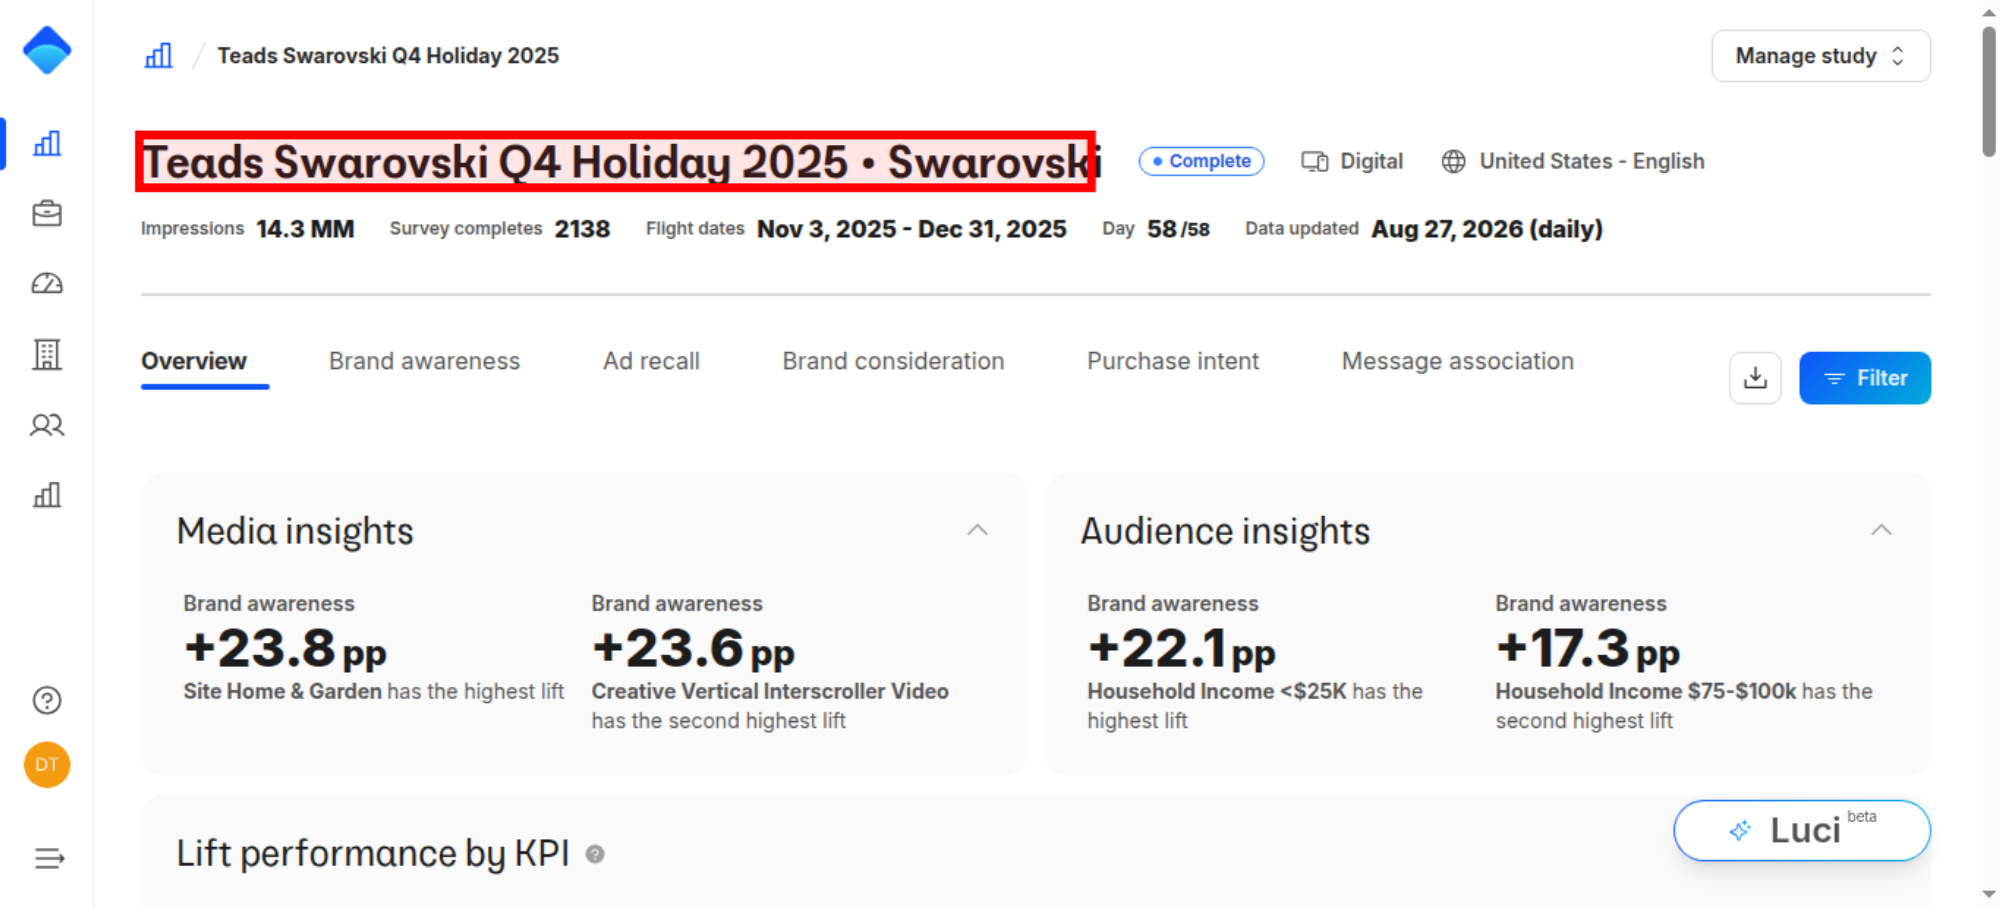 Teads Swarovski Q4 Holiday 2025
Manage study
Teads Swarovski Q4 Holiday 2025 • Swarovski
Complete
Digital
United States - English
Impressions 14.3 MM
Survey completes 2138
Flight dates Nov 3, 2025 - Dec 31, 2025
Day 58/58
Data updated Aug 27, 2026 (daily)
Overview
Brand awareness
Ad recall
Brand consideration
Purchase intent
Message association
Filter
Media insights
Brand awareness
+23.8 pp
Site Home & Garden has the highest lift
Brand awareness
+23.6 pp
Creative Vertical Interscroller Video
has the second highest lift
Audience insights
Brand awareness
+22.1 pp
Household Income <$25K has the
highest lift
Brand awareness
+17.3 pp
Household Income $75-$100k has the
second highest lift
Lift performance by KPI ?
DT
Luci beta